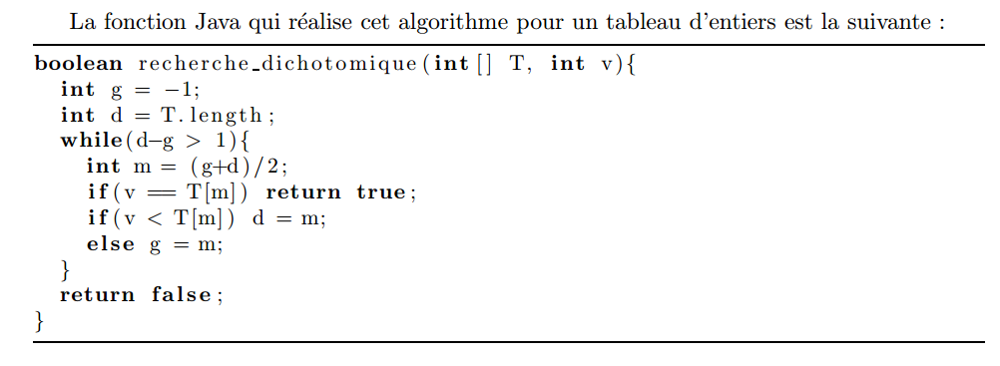 La fonction Java qui réalise cet algorithme pour un tableau d'entiers est la suivante :
boolean recherche_dichotomique(int[] T, int v){
int g = -1;
int d = T.length;
while(d-g > 1){
int m = (g+d)/2;
if(v == T[m]) return true;
if(v < T[m]) d = m;
else g = m;
}
return false;
}